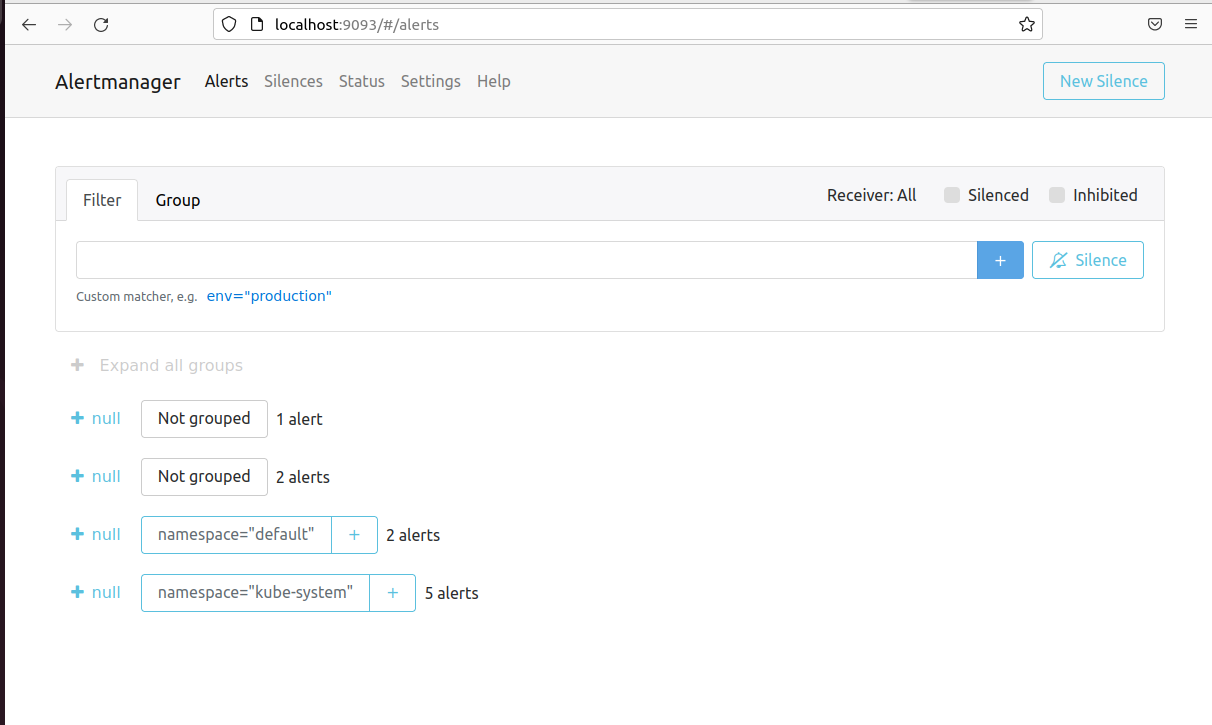 localhost:9093/#/alerts
Alertmanager Alerts Silences Status Settings Help New Silence
Filter Group Receiver: All Silenced Inhibited
+ Silence
Custom matcher, e.g. env="production"
+ Expand all groups
+ null Not grouped 1 alert
+ null Not grouped 2 alerts
+ null namespace="default" + 2 alerts
+ null namespace="kube-system" + 5 alerts